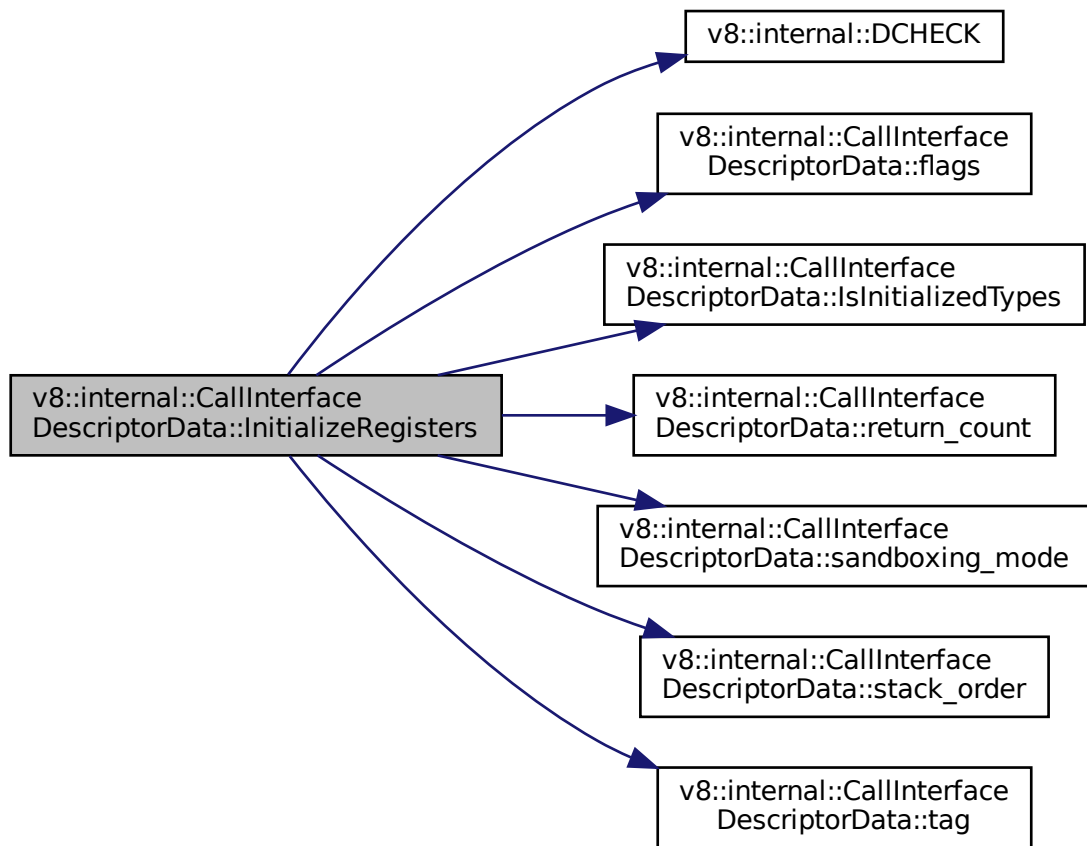 v8::internal::DCHECK
v8::internal::CallInterface
DescriptorData::flags
v8::internal::CallInterface
DescriptorData::IsInitializedTypes
v8::internal::CallInterface
DescriptorData::InitializeRegisters
v8::internal::CallInterface
DescriptorData::return_count
v8::internal::CallInterface
DescriptorData::sandboxing_mode
v8::internal::CallInterface
DescriptorData::stack_order
v8::internal::CallInterface
DescriptorData::tag